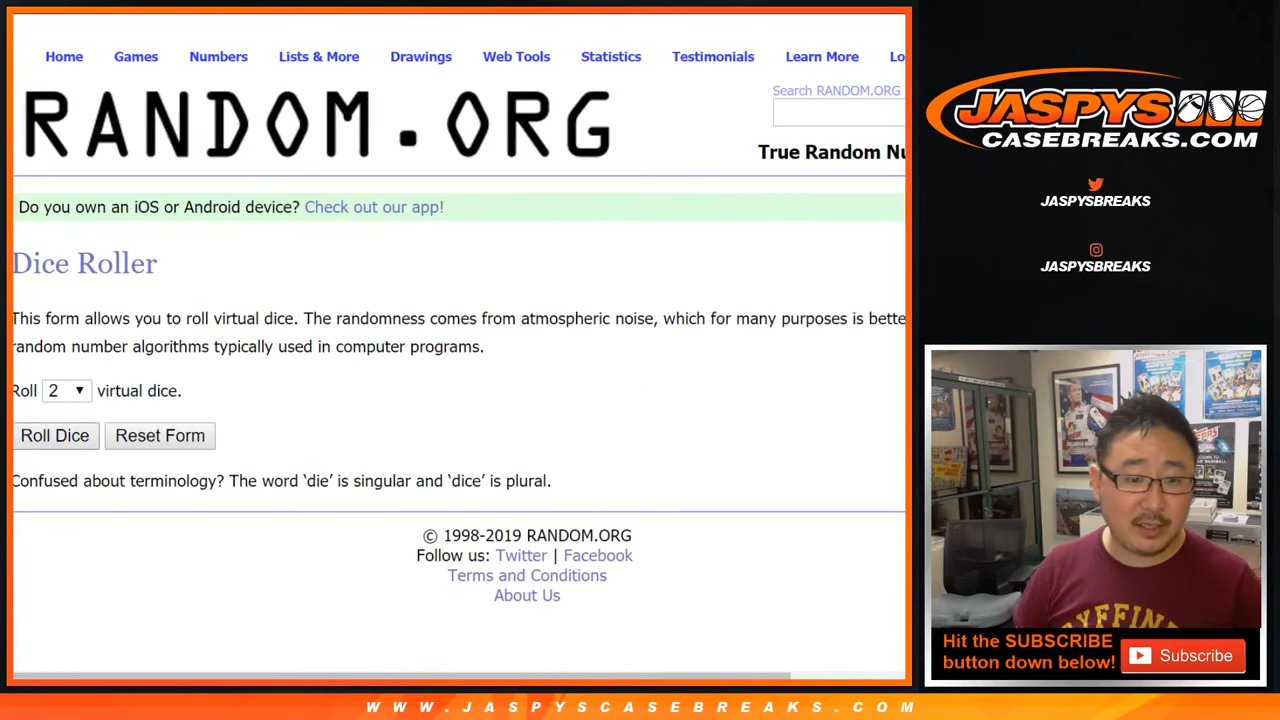 Home Games Numbers Lists & More Drawings Web Tools Statistics Testimonials Learn More Lo
RANDOM.ORG
Search RANDOM.ORG
True Random Nu
Do you own an iOS or Android device? Check out our app!
Dice Roller
This form allows you to roll virtual dice. The randomness comes from atmospheric noise, which for many purposes is bette
random number algorithms typically used in computer programs.
Roll 2 virtual dice.
Roll Dice Reset Form
Confused about terminology? The word ‘die’ is singular and ‘dice’ is plural.
© 1998-2019 RANDOM.ORG
Follow us: Twitter | Facebook
Terms and Conditions
About Us
JASPYS
CASEBREAKS.COM
JASPYSBREAKS
JASPYSBREAKS
GRYFFIN
Hit the SUBSCRIBE
button down below!
Subscribe
WWW.JASPYSCASEBREAKS.COM